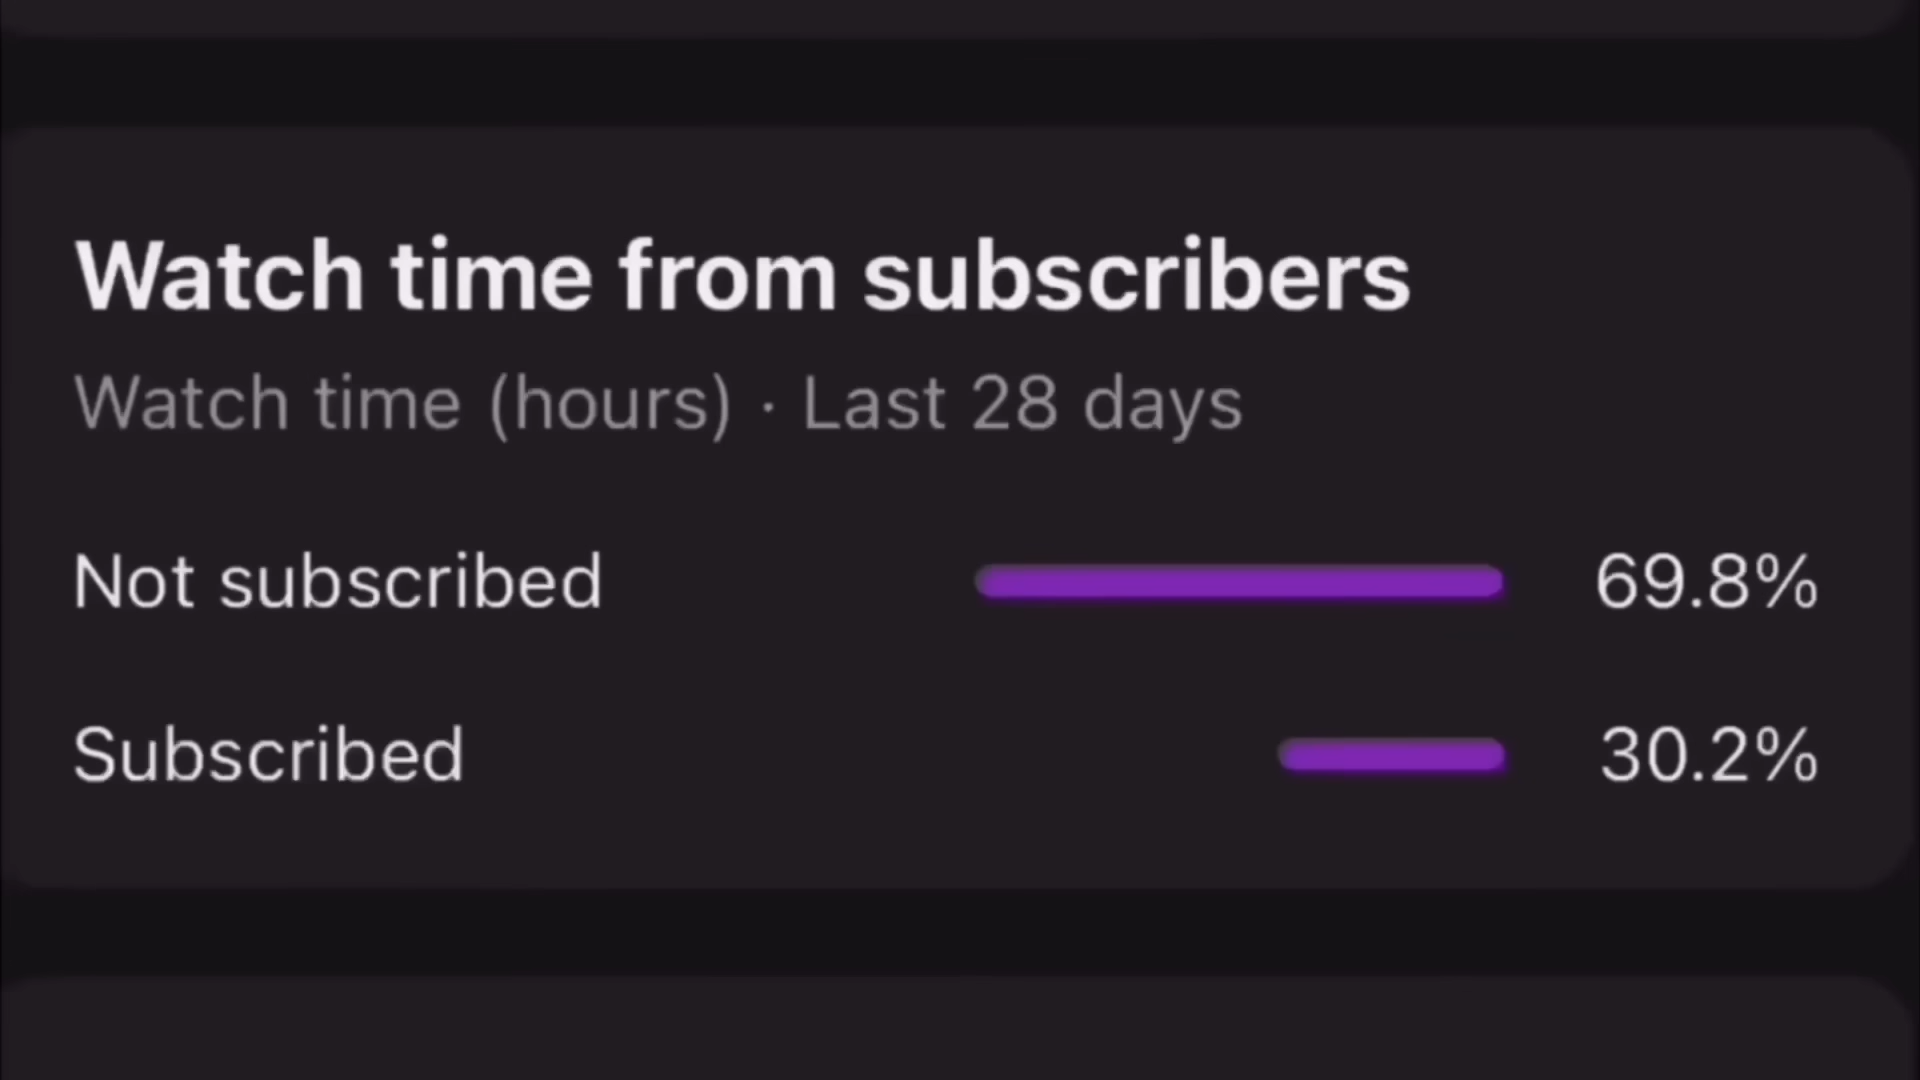 Watch time from subscribers
Watch time (hours) · Last 28 days
Not subscribed 69.8%
Subscribed 30.2%